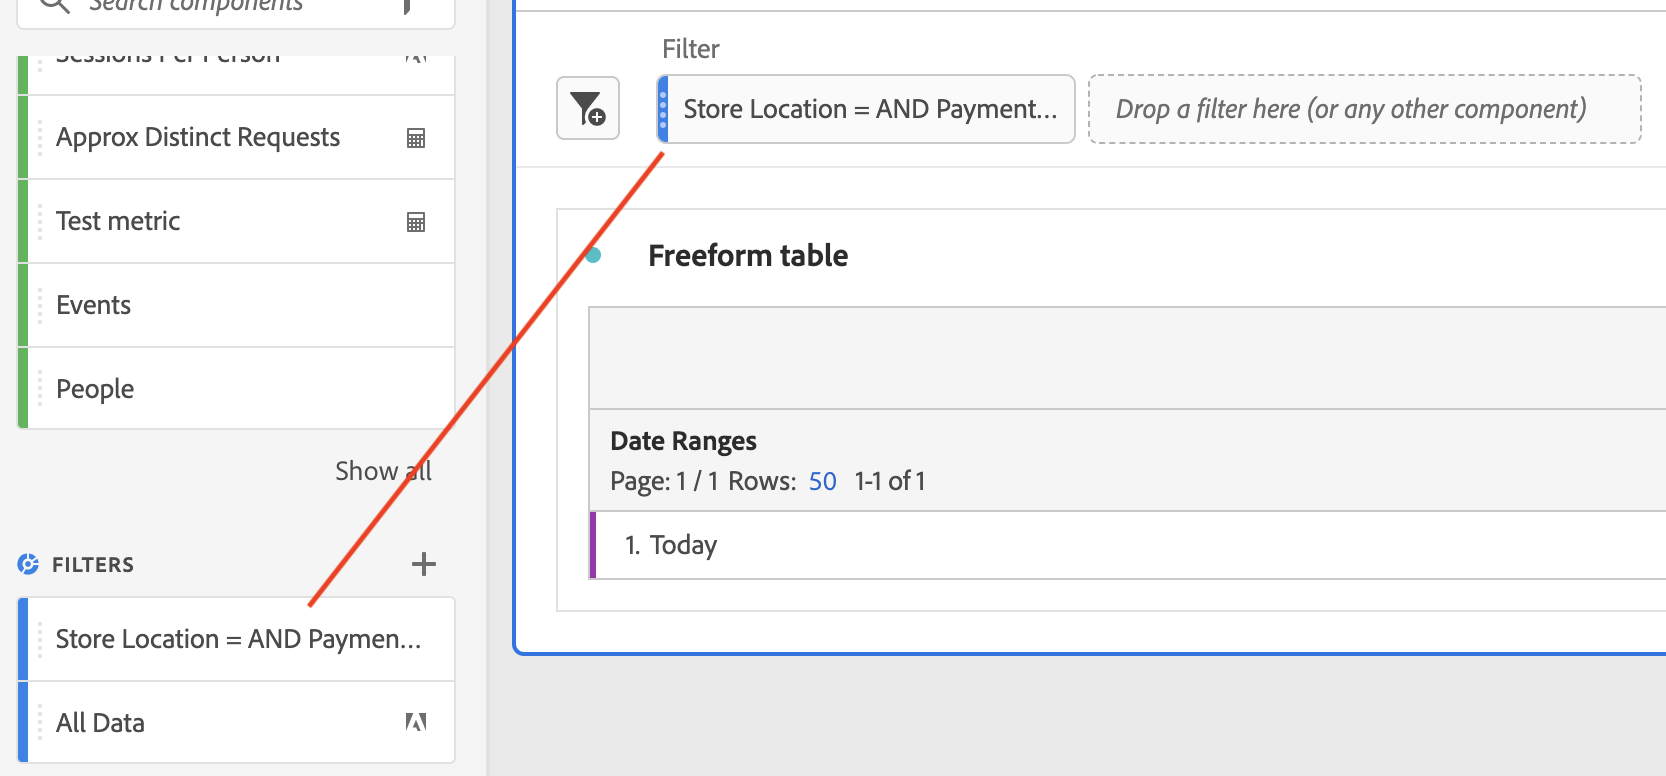 Search components
Sessions Per Person
Approx Distinct Requests
Test metric
Events
People
Show all
FILTERS
Store Location = AND Paymen...
All Data
Filter
Store Location = AND Payment...
Drop a filter here (or any other component)
Freeform table
Date Ranges
Page: 1 / 1 Rows: 50 1-1 of 1
1. Today